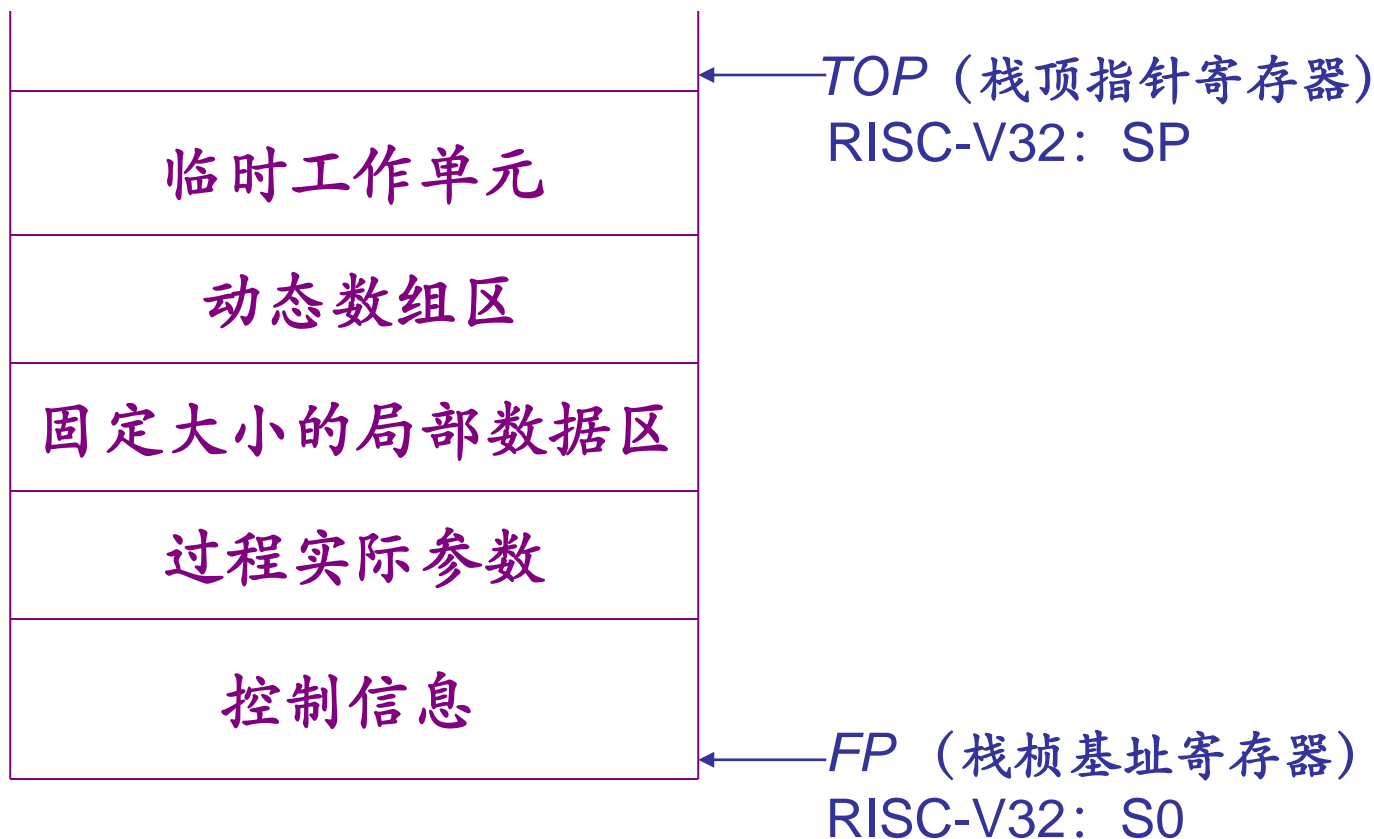 TOP（栈顶指针寄存器）
RISC-V32：SP
临时工作单元
动态数组区
固定大小的局部数据区
过程实际参数
控制信息
FP （栈桢基址寄存器）
RISC-V32：S0